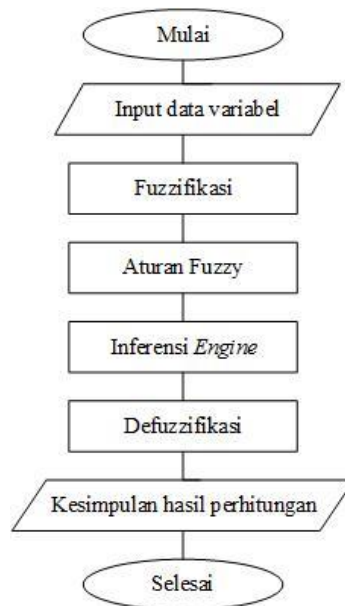 Mulai
Input data variabel
Fuzzifikasi
Aturan Fuzzy
Inferensi Engine
Defuzzifikasi
Kesimpulan hasil perhitungan
Selesai